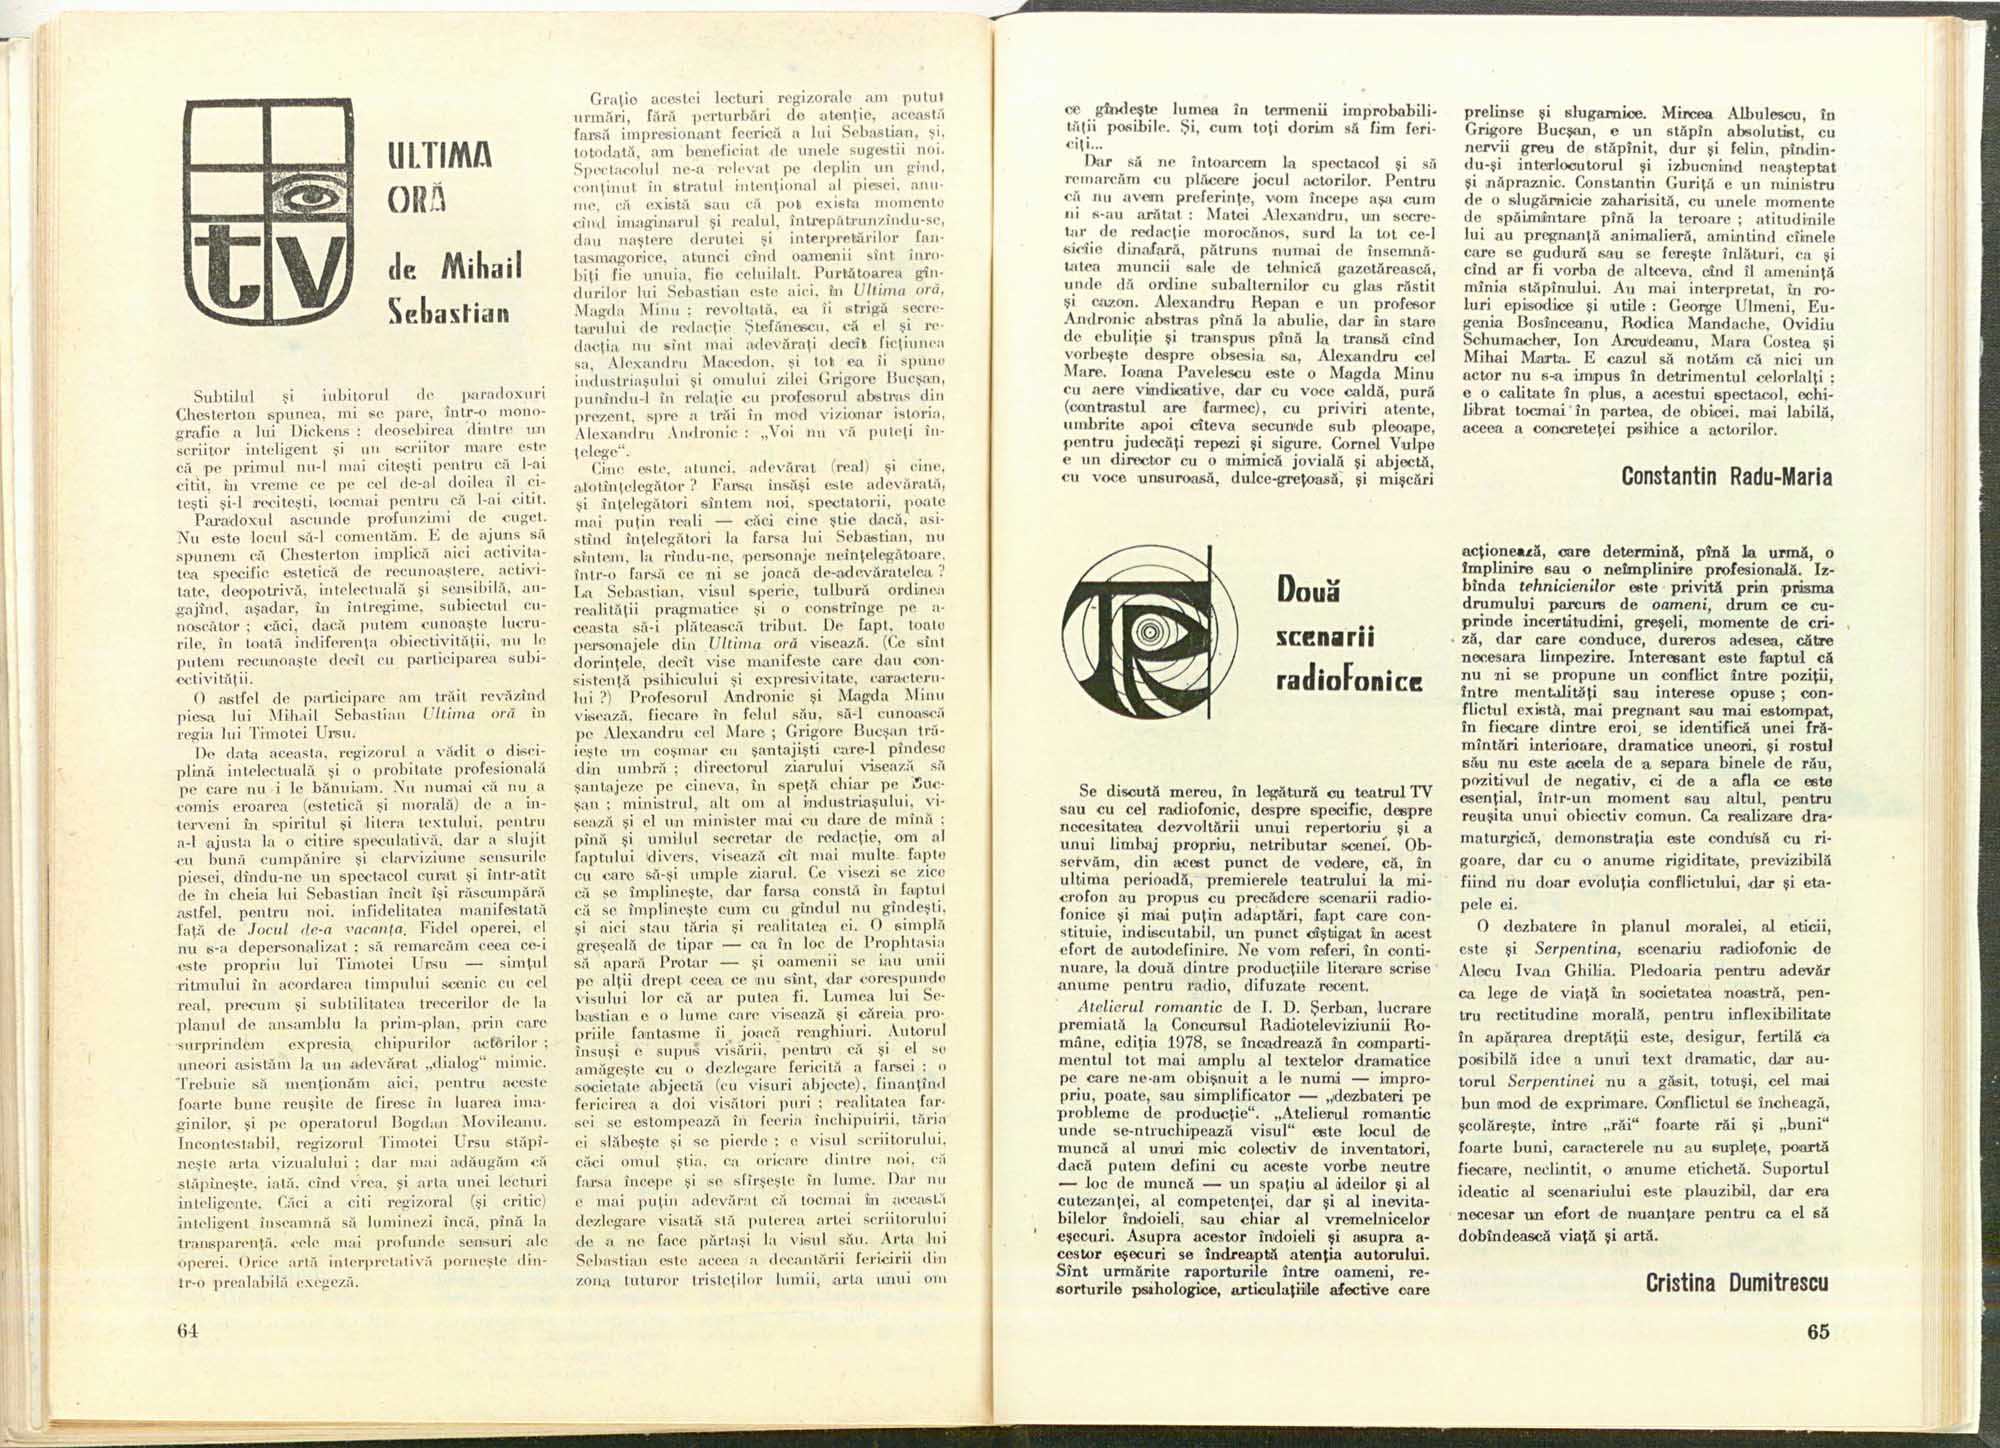 tv
ULTIMA
ORĂ
de Mihail
Sebastian
Subtilul și iubitorul de paradoxuri
Chesterton spunea, mi se pare, într-o mono-
grafie a lui Dickens : deosebirea dintre un
scriitor inteligent și un scriitor mare este
că pe primul nu-l mai citești pentru că l-ai
citit, în vreme ce pe cel de-al doilea îl ci-
tești și-l recitești, tocmai pentru că l-ai citit.
Paradoxul ascunde profunzimi de cuget.
Nu este locul să-l comentăm. E de ajuns să
spunem că Chesterton implică aici activita-
tea specific estetică de recunoaștere, activi-
tate, deopotrivă, intelectuală și sensibilă, an-
gajînd, așadar, în întregime, subiectul cu-
noscător ; căci, dacă putem cunoaște lucru-
rile, în toată indiferența obiectivității, nu le
putem recunoaște decît cu participarea subi-
ectivității.
O astfel de participare am trăit revăzînd
piesa lui Mihail Sebastian Ultima oră în
regia lui Timotei Ursu.
De data aceasta, regizorul a vădit o disci-
plină intelectuală și o probitate profesională
pe care nu i le bănuiam. Nu numai că nu a
comis eroarea (estetică și morală) de a in-
terveni în spiritul și litera textului, pentru
a-l ajusta la o citire speculativă, dar a slujit
cu bună cumpănire și clarviziune sensurile
piesei, dîndu-ne un spectacol curat și într-atît
de în cheia lui Sebastian încît își răscumpără
astfel, pentru noi, infidelitatea manifestată
față de Jocul de-a vacanța. Fidel operei, el
nu s-a depersonalizat ; să remarcăm ceea ce-i
este propriu lui Timotei Ursu — simțul
ritmului în acordarea timpului scenic cu cel
real, precum și subtilitatea trecerilor de la
planul de ansamblu la prim-plan, prin care
surprindem expresia chipurilor actorilor ;
uneori asistăm la un adevărat „dialog“ mimic.
Trebuie să menționăm aici, pentru aceste
foarte bune reușite de firesc în luarea ima-
ginilor, și pe operatorul Bogdan Movileanu.
Incontestabil, regizorul Timotei Ursu stăpî-
nește arta vizualului ; dar mai adăugăm că
stăpînește, iată, cînd vrea, și arta unei lecturi
inteligente. Căci a citi regizoral (și critic)
inteligent înseamnă să luminezi încă, pînă la
transparență, cele mai profunde sensuri ale
operei. Orice artă interpretativă pornește din-
tr-o prealabilă exegeză.
64
Grație acestei lecturi regizorale am putut
urmări, fără perturbări de atenție, această
farsă impresionant feerică a lui Sebastian, și,
totodată, am beneficiat de unele sugestii noi.
Spectacolul ne-a relevat pe deplin un gînd,
conținut în stratul intențional al piesei, anu-
me, că există sau că pot exista momente
cînd imaginarul și realul, întrepătrunzîndu-se,
dau naștere derutei și interpretărilor fan-
tasmagorice, atunci cînd oamenii sînt înro-
biți fie unuia, fie celuilalt. Purtătoarea gîn-
durilor lui Sebastian este aici, în Ultima oră,
Magda Minu ; revoltată, ea îi strigă secre-
tarului de redacție Ștefănescu, că el și re-
dacția nu sînt mai adevărați decît ficțiunea
sa, Alexandru Macedon, și tot ea îi spune
industriașului și omului zilei Grigore Bucșan,
punîndu-l în relație cu profesorul abstras din
prezent, spre a trăi în mod vizionar istoria,
Alexandru Andronic : „Voi nu vă puteți în-
țelege“.
Cine este, atunci, adevărat (real) și cine,
atotînțelegător ? Farsa însăși este adevărată,
și înțelegători sîntem noi, spectatorii, poate
mai puțin reali — căci cine știe dacă, asi-
stînd înțelegători la farsa lui Sebastian, nu
sîntem, la rîndu-ne, personaje neînțelegătoare,
într-o farsă ce ni se joacă de-adevăratelea ?
La Sebastian, visul sperie, tulbură ordinea
realității pragmatice și o constrînge pe a-
ceasta să-i plătească tribut. De fapt, toate
personajele din Ultima oră visează. (Ce sînt
dorințele, decît vise manifeste care dau con-
sistență psihicului și expresivitate, caracteru-
lui ?) Profesorul Andronic și Magda Minu
visează, fiecare în felul său, să-l cunoască
pe Alexandru cel Mare ; Grigore Bucșan tră-
iește un coșmar cu șantajiști care-l pîndesc
din umbră ; directorul ziarului visează să
șantajeze pe cineva, în speță chiar pe Buc-
șan ; ministrul, alt om al industriașului, vi-
sează și el un minister mai cu dare de mînă ;
pînă și umilul secretar de redacție, om al
faptului divers, visează cît mai multe fapte
cu care să-și umple ziarul. Ce visezi se zice
că se împlinește, dar farsa constă în faptul
că se împlinește cum cu gîndul nu gîndești,
și aici stau tăria și realitatea ei. O simplă
greșeală de tipar — ca în loc de Prophtasia
să apară Protar — și oamenii se iau unii
pe alții drept ceea ce nu sînt, dar corespunde
visului lor că ar putea fi. Lumea lui Se-
bastian e o lume care visează și căreia pro-
priile fantasme îi joacă renghiuri. Autorul
însuși e supus visării, pentru că și el se
amăgește cu o dezlegare fericită a farsei : o
societate abjectă (cu visuri abjecte), finanțînd
fericirea a doi visători puri ; realitatea far-
sei se estompează în feeria închipuirii, tăria
ei slăbește și se pierde ; e visul scriitorului,
căci omul știa, ca oricare dintre noi, că
farsa începe și se sfîrșește în lume. Dar nu
e mai puțin adevărat că tocmai în această
dezlegare visată stă puterea artei scriitorului
de a ne face părtași la visul său. Arta lui
Sebastian este aceea a decantării fericirii din
zona tuturor tristeților lumii, arta unui om
ce gîndește lumea în termenii improbabili-
tății posibile. Și, cum toți dorim să fim feri-
ciți...
Dar să ne întoarcem la spectacol și să
remarcăm cu plăcere jocul actorilor. Pentru
că nu avem preferințe, vom începe așa cum
ni s-au arătat : Matei Alexandru, un secre-
tar de redacție morocănos, surd la tot ce-l
sîcîie dinafară, pătruns numai de însemnă-
tatea muncii sale de tehnică gazetărească,
unde dă ordine subalternilor cu glas răstit
și cazon. Alexandru Repan e un profesor
Andronic abstras pînă la abulie, dar în stare
de ebuliție și transpus pînă la transă cînd
vorbește despre obsesia sa, Alexandru cel
Mare. Ioana Pavelescu este o Magda Minu
cu aere vindicative, dar cu voce caldă, pură
(contrastul are farmec), cu priviri atente,
umbrite apoi cîteva secunde sub pleoape,
pentru judecăți repezi și sigure. Cornel Vulpe
e un director cu o mimică jovială și abjectă,
cu voce unsuroasă, dulce-grețoasă, și mișcări
prelinse și slugarnice. Mircea Albulescu, în
Grigore Bucșan, e un stăpîn absolutist, cu
nervii greu de stăpînit, dur și felin, pîndin-
du-și interlocutorul și izbucnind neașteptat
și năpraznic. Constantin Guriță e un ministru
de o slugărnicie zaharisită, cu unele momente
de spăimîntare pînă la teroare ; atitudinile
lui au pregnanță animalieră, amintind cîinele
care se gudură sau se ferește înlături, ca și
cînd ar fi vorba de altceva, cînd îl amenință
mînia stăpînului. Au mai interpretat, în ro-
luri episodice și utile : George Ulmeni, Eu-
genia Bosînceanu, Rodica Mandache, Ovidiu
Schumacher, Ion Arcudeanu, Mara Costea și
Mihai Marta. E cazul să notăm că nici un
actor nu s-a impus în detrimentul celorlalți ;
e o calitate în plus, a acestui spectacol, echi-
librat tocmai în partea, de obicei, mai labilă,
aceea a concreteței psihice a actorilor.
Constantin Radu-Maria
TR
Două
scenarii
radiofonice
Se discută mereu, în legătură cu teatrul TV
sau cu cel radiofonic, despre specific, despre
necesitatea dezvoltării unui repertoriu și a
unui limbaj propriu, netributar scenei. Ob-
servăm, din acest punct de vedere, că, în
ultima perioadă, premierele teatrului la mi-
crofon au propus cu precădere scenarii radio-
fonice și mai puțin adaptări, fapt care con-
stituie, indiscutabil, un punct cîștigat în acest
efort de autodefinire. Ne vom referi, în conti-
nuare, la două dintre producțiile literare scrise
anume pentru radio, difuzate recent.
Atelierul romantic de I. D. Șerban, lucrare
premiată la Concursul Radioteleviziunii Ro-
mâne, ediția 1978, se încadrează în comparti-
mentul tot mai amplu al textelor dramatice
pe care ne-am obișnuit a le numi — impro-
priu, poate, sau simplificator — „dezbateri pe
probleme de producție“. „Atelierul romantic
unde se-ntruchipează visul“ este locul de
muncă al unui mic colectiv de inventatori,
dacă putem defini cu aceste vorbe neutre
— loc de muncă — un spațiu al ideilor și al
cutezanței, al competenței, dar și al inevita-
bilelor îndoieli, sau chiar al vremelnicelor
eșecuri. Asupra acestor îndoieli și asupra a-
cestor eșecuri se îndreaptă atenția autorului.
Sînt urmărite raporturile între oameni, re-
sorturile psihologice, articulațiile afective care
acționează, care determină, pînă la urmă, o
împlinire sau o neîmplinire profesională. Iz-
bînda tehnicienilor este privită prin prisma
drumului parcurs de oameni, drum ce cu-
prinde incertitudini, greșeli, momente de cri-
ză, dar care conduce, dureros adesea, către
necesara limpezire. Interesant este faptul că
nu ni se propune un conflict între poziții,
între mentalități sau interese opuse ; con-
flictul există, mai pregnant sau mai estompat,
în fiecare dintre eroi, se identifică unei fră-
mîntări interioare, dramatice uneori, și rostul
său nu este acela de a separa binele de rău,
pozitivul de negativ, ci de a afla ce este
esențial, într-un moment sau altul, pentru
reușita unui obiectiv comun. Ca realizare dra-
maturgică, demonstrația este condusă cu ri-
goare, dar cu o anume rigiditate, previzibilă
fiind nu doar evoluția conflictului, dar și eta-
pele ei.
O dezbatere în planul moralei, al eticii,
este și Serpentina, scenariu radiofonic de
Alecu Ivan Ghilia. Pledoaria pentru adevăr
ca lege de viață în societatea noastră, pen-
tru rectitudine morală, pentru inflexibilitate
în apărarea dreptății este, desigur, fertilă ca
posibilă idee a unui text dramatic, dar au-
torul Serpentinei nu a găsit, totuși, cel mai
bun mod de exprimare. Conflictul se încheagă,
școlărește, între „răi“ foarte răi și „buni“
foarte buni, caracterele nu au suplețe, poartă
fiecare, neclintit, o anume etichetă. Suportul
ideatic al scenariului este plauzibil, dar era
necesar un efort de nuanțare pentru ca el să
dobîndească viață și artă.
Cristina Dumitrescu
65